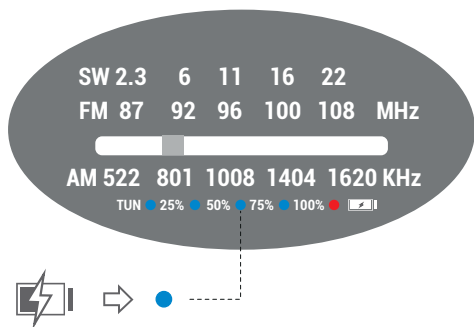 SW 2.3 6 11 16 22
FM 87 92 96 100 108 MHz
AM 522 801 1008 1404 1620 KHz
TUN 25% 50% 75% 100%